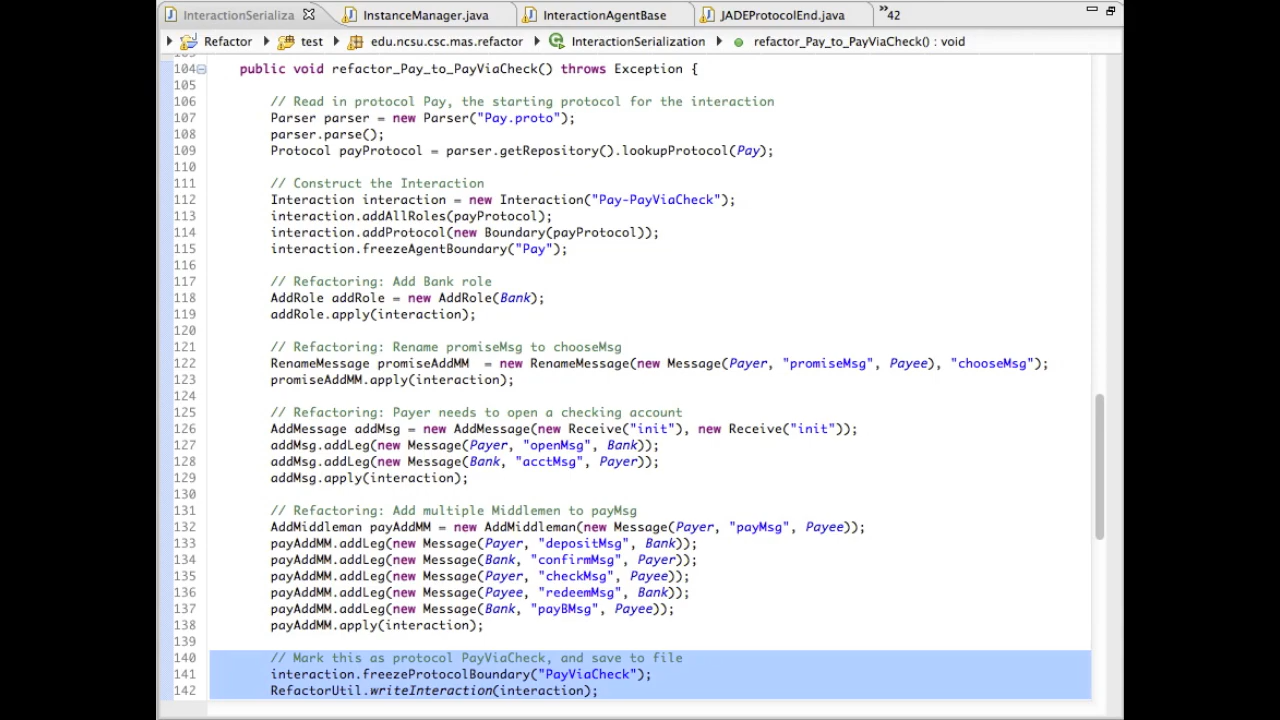 InteractionSerializa InstanceManager.java InteractionAgentBase JADEProtocolEnd.java »42
Refactor test edu.ncsu.csc.mas.refactor InteractionSerialization refactor_Pay_to_PayViaCheck() : void
104 public void refactor_Pay_to_PayViaCheck() throws Exception {
105
106 // Read in protocol Pay, the starting protocol for the interaction
107 Parser parser = new Parser("Pay.proto");
108 parser.parse();
109 Protocol payProtocol = parser.getRepository().lookupProtocol(Pay);
110
111 // Construct the Interaction
112 Interaction interaction = new Interaction("Pay-PayViaCheck");
113 interaction.addAllRoles(payProtocol);
114 interaction.addProtocol(new Boundary(payProtocol));
115 interaction.freezeAgentBoundary("Pay");
116
117 // Refactoring: Add Bank role
118 AddRole addRole = new AddRole(Bank);
119 addRole.apply(interaction);
120
121 // Refactoring: Rename promiseMsg to chooseMsg
122 RenameMessage promiseAddMM = new RenameMessage(new Message(Payer, "promiseMsg", Payee), "chooseMsg");
123 promiseAddMM.apply(interaction);
124
125 // Refactoring: Payer needs to open a checking account
126 AddMessage addMsg = new AddMessage(new Receive("init"), new Receive("init"));
127 addMsg.addLeg(new Message(Payer, "openMsg", Bank));
128 addMsg.addLeg(new Message(Bank, "acctMsg", Payer));
129 addMsg.apply(interaction);
130
131 // Refactoring: Add multiple Middlemen to payMsg
132 AddMiddleman payAddMM = new AddMiddleman(new Message(Payer, "payMsg", Payee));
133 payAddMM.addLeg(new Message(Payer, "depositMsg", Bank));
134 payAddMM.addLeg(new Message(Bank, "confirmMsg", Payer));
135 payAddMM.addLeg(new Message(Payer, "checkMsg", Payee));
136 payAddMM.addLeg(new Message(Payee, "redeemMsg", Bank));
137 payAddMM.addLeg(new Message(Bank, "payBMsg", Payee));
138 payAddMM.apply(interaction);
139
140 // Mark this as protocol PayViaCheck, and save to file
141 interaction.freezeProtocolBoundary("PayViaCheck");
142 RefactorUtil.writeInteraction(interaction);